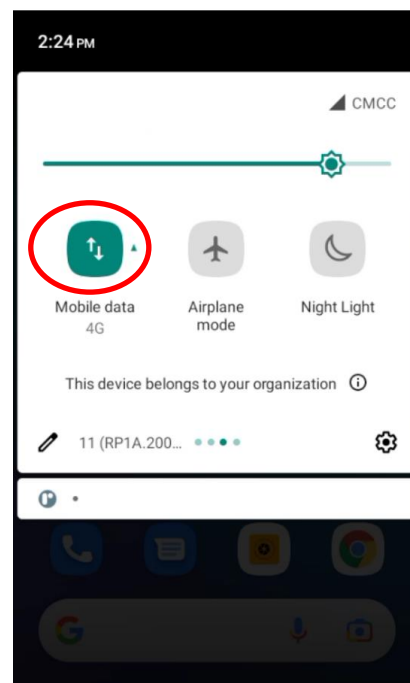 2:24 PM
CMCC
Mobile data
4G
Airplane
mode
Night Light
This device belongs to your organization
11 (RP1A.200...